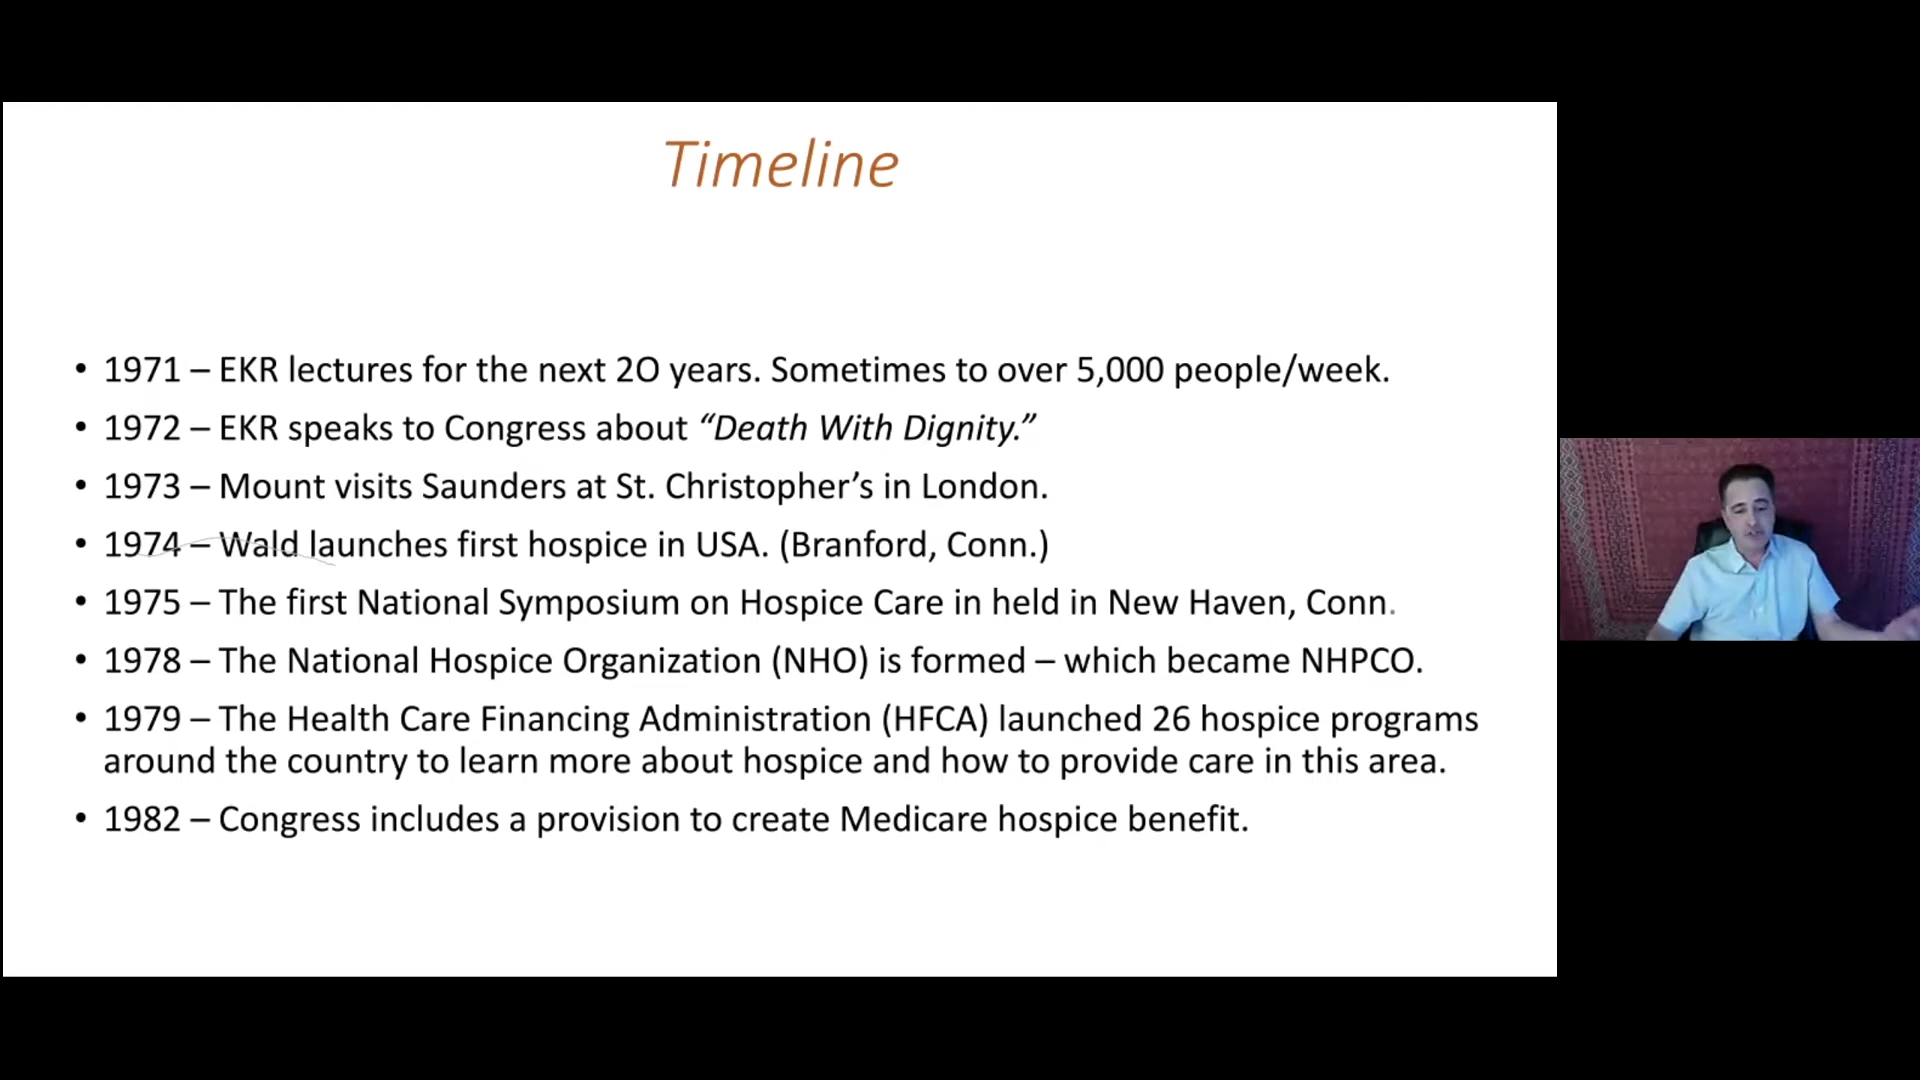 Timeline
• 1971 – EKR lectures for the next 2O years. Sometimes to over 5,000 people/week.
• 1972 – EKR speaks to Congress about “Death With Dignity.”
• 1973 – Mount visits Saunders at St. Christopher’s in London.
• 1974 – Wald launches first hospice in USA. (Branford, Conn.)
• 1975 – The first National Symposium on Hospice Care in held in New Haven, Conn.
• 1978 – The National Hospice Organization (NHO) is formed – which became NHPCO.
• 1979 – The Health Care Financing Administration (HFCA) launched 26 hospice programs
around the country to learn more about hospice and how to provide care in this area.
• 1982 – Congress includes a provision to create Medicare hospice benefit.